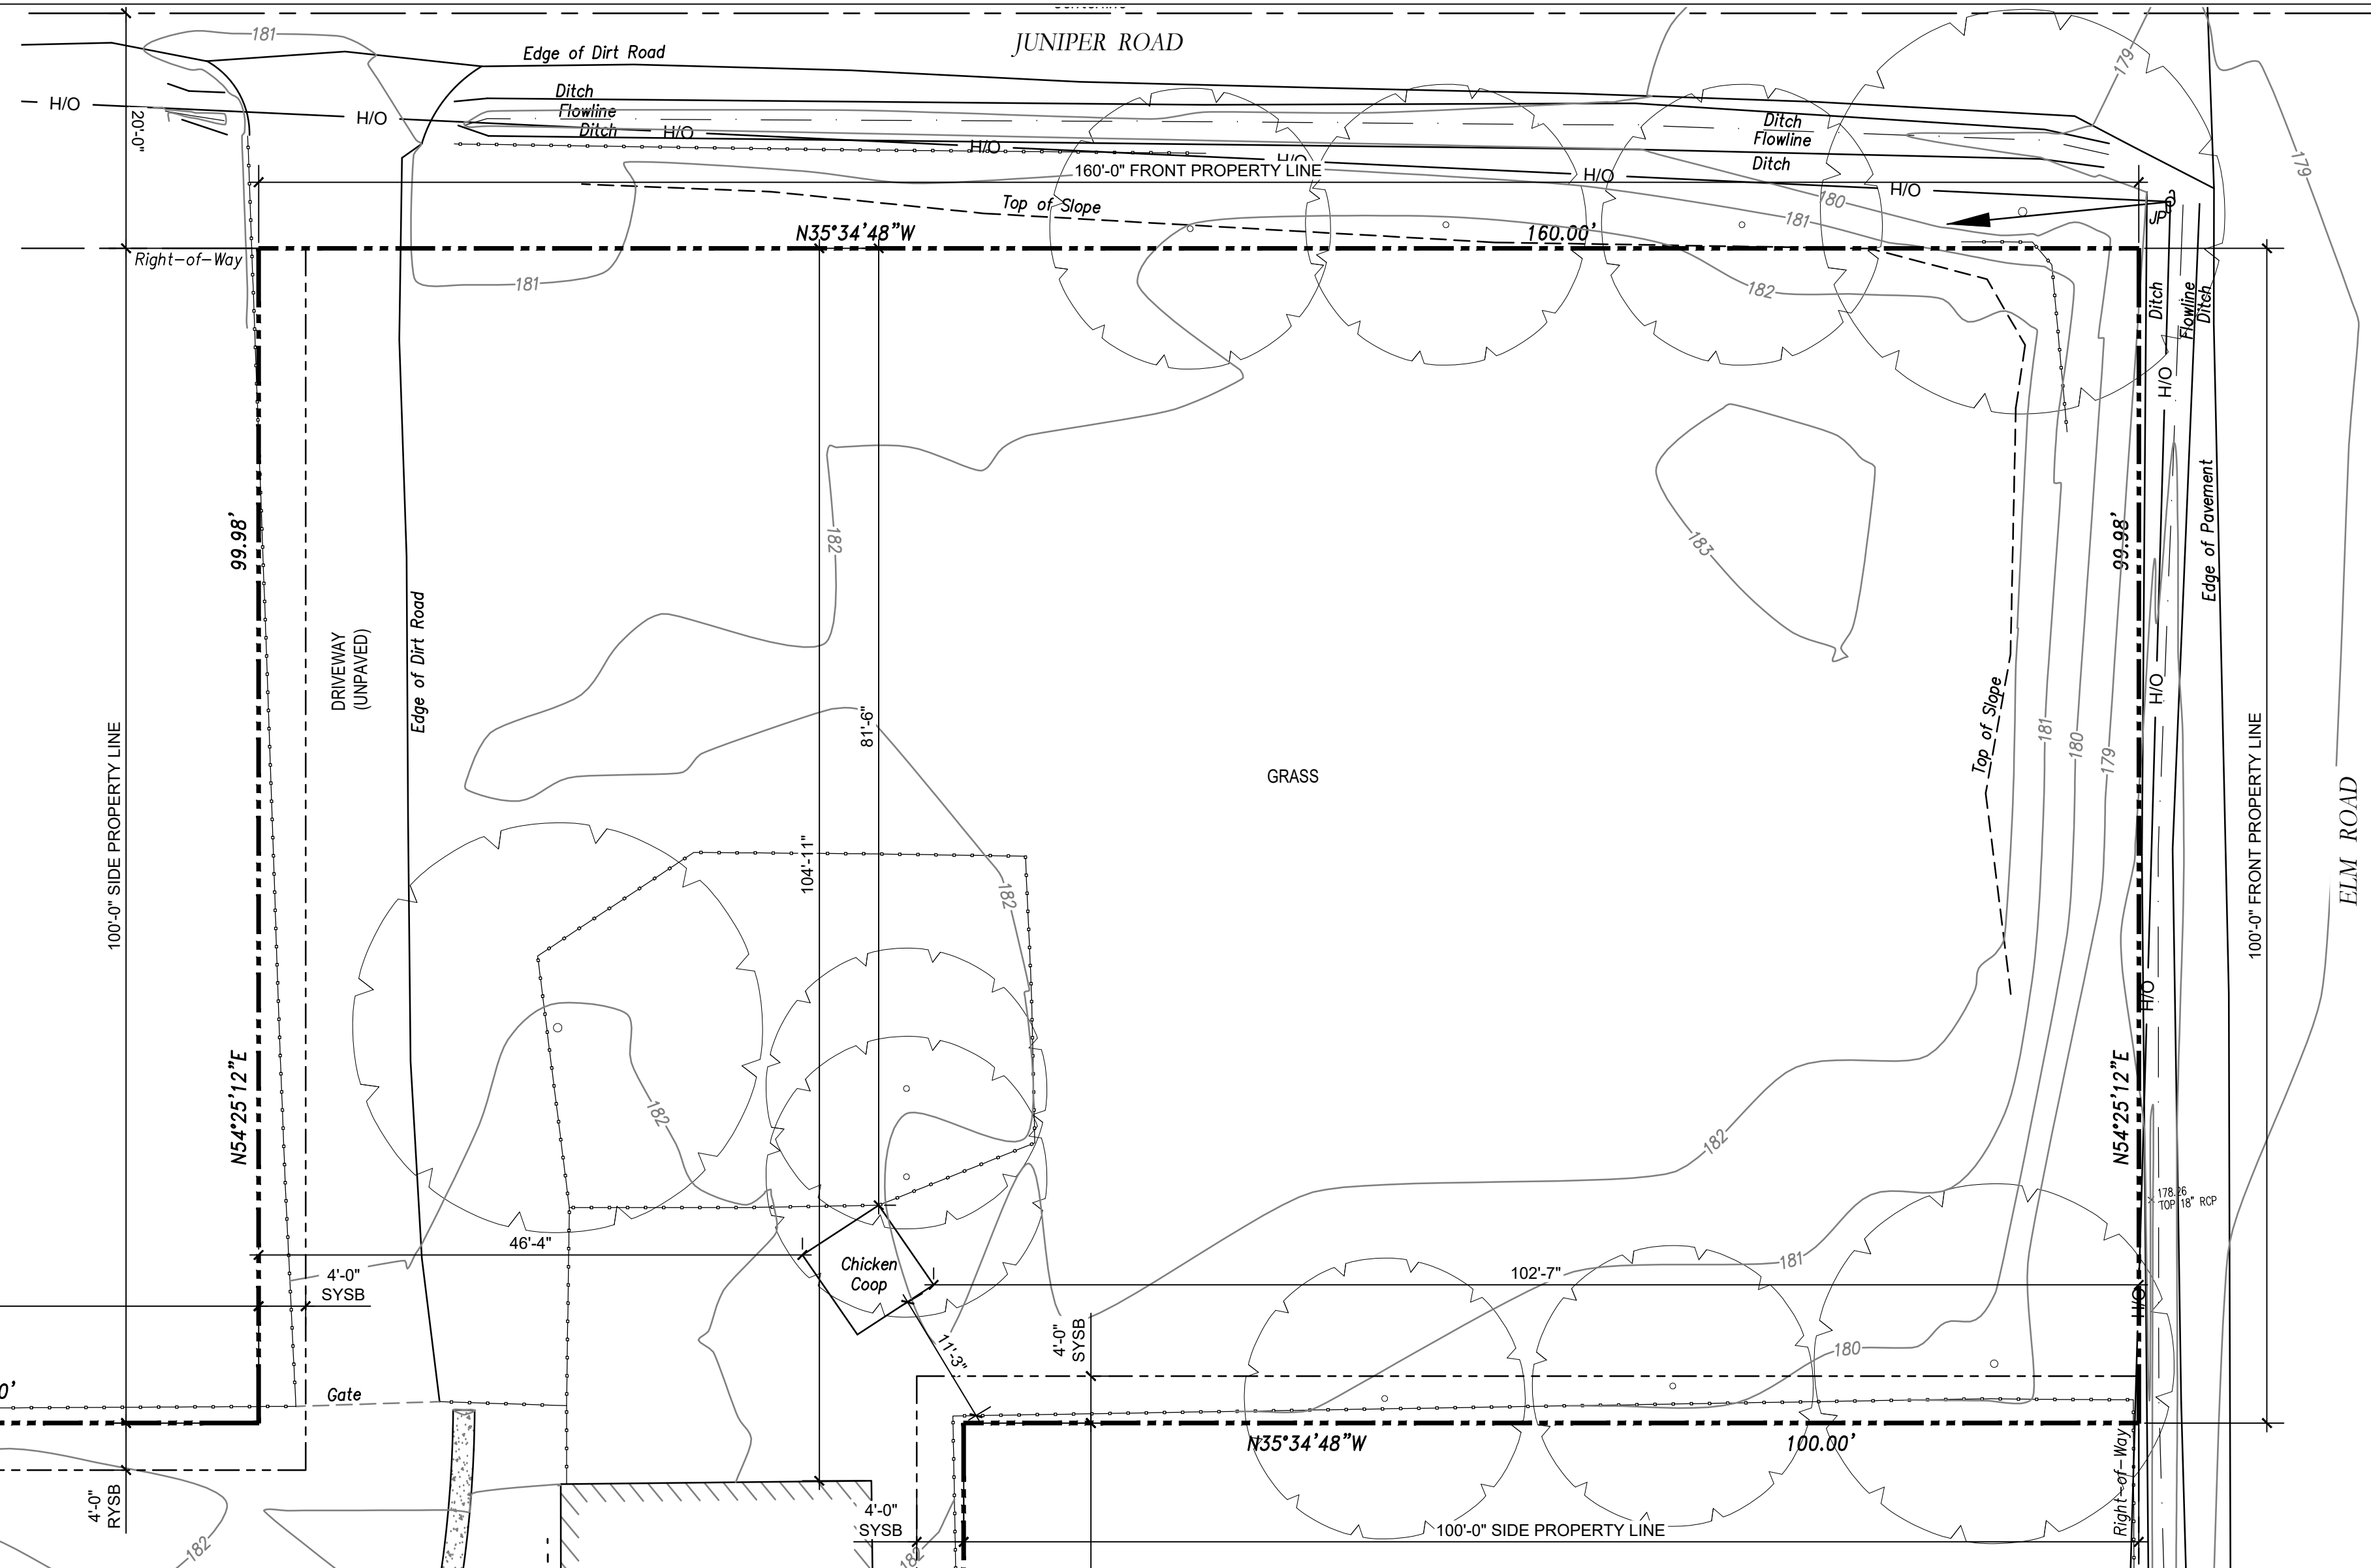 Centerline
JUNIPER ROAD
181
Edge of Dirt Road
179
H/O
H/O
20'-0"
Ditch
Flowline
Ditch
H/O
H/O
H/O
Ditch
Flowline
Ditch
179
160'-0" FRONT PROPERTY LINE
H/O
H/O
180
181
JP
Top of Slope
N35°34'48"W
160.00'
Right-of-Way
181
182
Ditch
Flowline
Ditch
H/O
99.98'
182
183
99.98'
Edge of Pavement
DRIVEWAY
(UNPAVED)
Edge of Dirt Road
H/O
Top of Slope
181
180
179
81'-6"
GRASS
100'-0" SIDE PROPERTY LINE
100'-0" FRONT PROPERTY LINE
ELM ROAD
104'-11"
182
H/O
N54°25'12"E
182
182
N54°25'12"E
178.26
TOP 18" RCP
46'-4"
Chicken
Coop
102'-7"
181
4'-0"
SYSB
H/O
11'-3"
4'-0"
SYSB
180
0'
Gate
N35°34'48"W
100.00'
Right-of-Way
4'-0"
RYSB
4'-0"
SYSB
100'-0" SIDE PROPERTY LINE
182
182